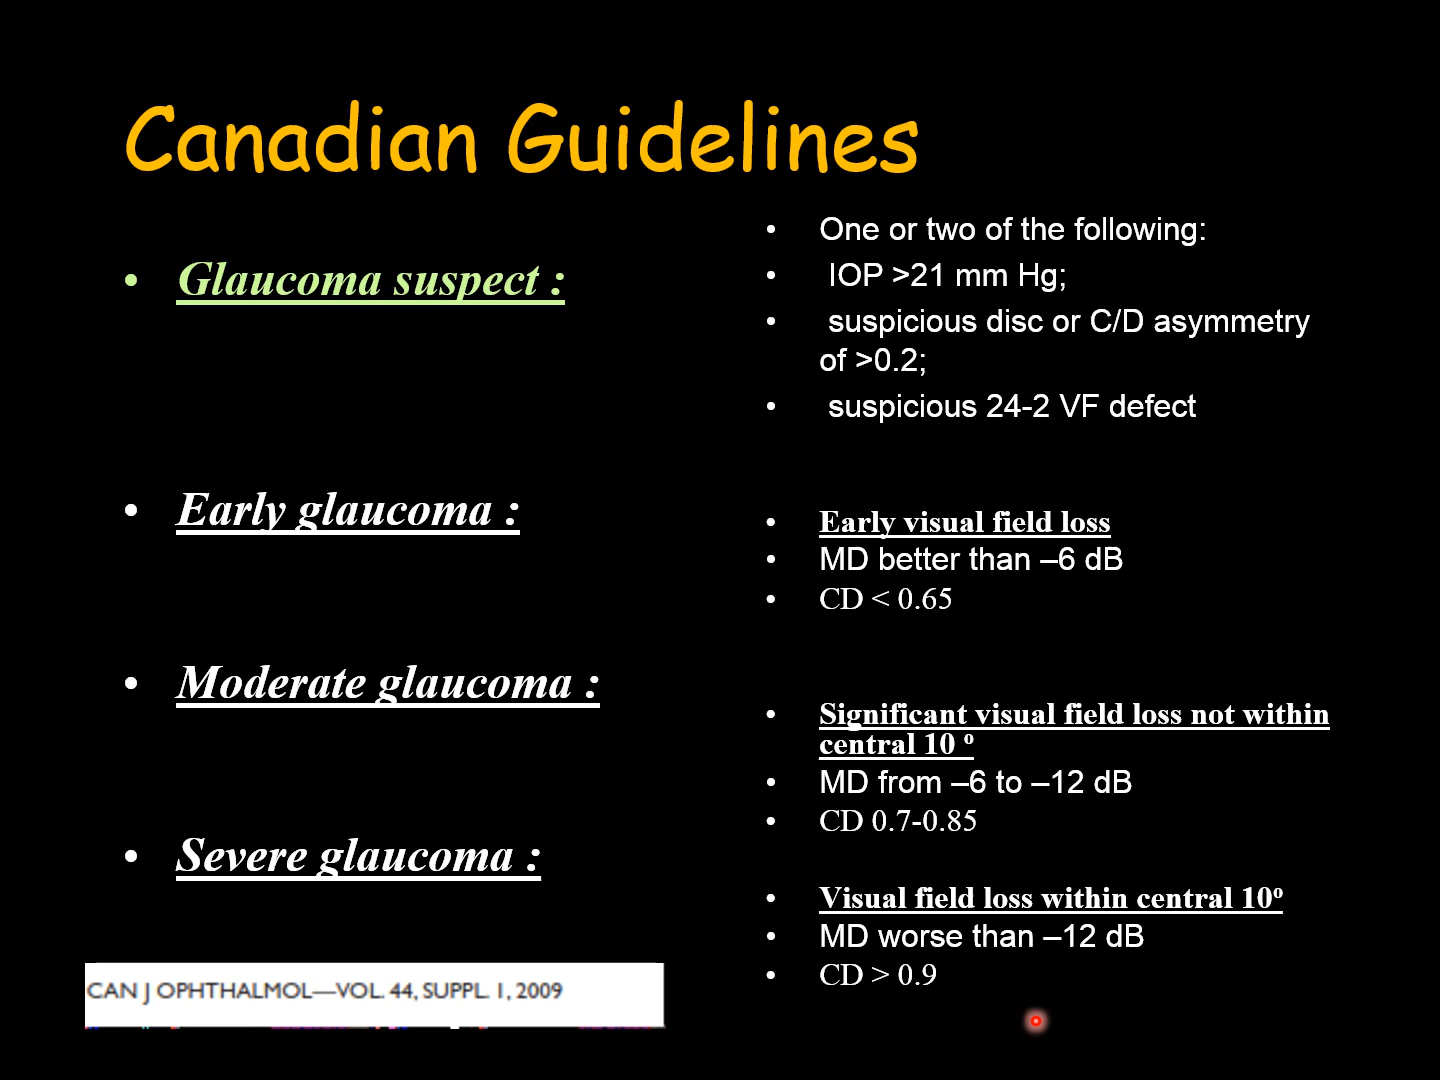 Canadian Guidelines
• Glaucoma suspect :
• One or two of the following:
• IOP >21 mm Hg;
• suspicious disc or C/D asymmetry
of >0.2;
• suspicious 24-2 VF defect
• Early glaucoma :
• Early visual field loss
• MD better than –6 dB
• CD < 0.65
• Moderate glaucoma :
• Significant visual field loss not within
central 10 º
• MD from –6 to –12 dB
• CD 0.7-0.85
• Severe glaucoma :
• Visual field loss within central 10º
• MD worse than –12 dB
• CD > 0.9
CAN J OPHTHALMOL—VOL. 44, SUPPL. 1, 2009